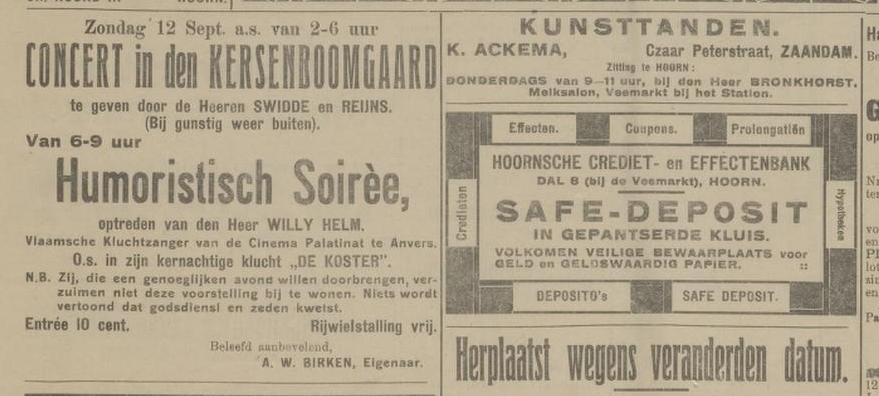 Zondag 12 Sept. a.s. van 2-6 uur
CONCERT in den KERSENBOOMGAARD
te geven door de Heeren SWIDDE en REIJNS.
(Bij gunstig weer buiten).
Van 6-9 uur
Humoristisch Soirèe,
optreden van den Heer WILLY HELM.
Vlaamsche Kluchtzanger van de Cinema Palatinat te Anvers.
O.s. in zijn kernachtige klucht „DE KOSTER".
N.B. Zij, die een genoeglijken avond willen doorbrengen, ver-
zuimen niet deze voorstelling bij te wonen. Niets wordt
vertoond dat godsdienst en zeden kwetst.
Entrée 10 cent. Rijwielstalling vrij.
Beleefd aanbevelend,
A. W. BIRKEN, Eigenaar.
KUNSTTANDEN.
K. ACKEMA, Czaar Peterstraat, ZAANDAM.
Zitting te HOORN:
DONDERDAGS van 9-11 uur, bij den Heer BRONKHORST.
Melksalon, Veemarkt bij het Station.
Effecten. Coupons. Prolongatiën
Credieten
HOORNSCHE CREDIET- en EFFECTENBANK
DAL 8 (bij de Veemarkt), HOORN.
SAFE-DEPOSIT
IN GEPANTSERDE KLUIS.
VOLKOMEN VEILIGE BEWAARPLAATS voor
GELD en GELDSWAARDIG PAPIER. ::
Hypotheken
DEPOSITO's SAFE DEPOSIT.
Herplaatst wegens veranderden datum.